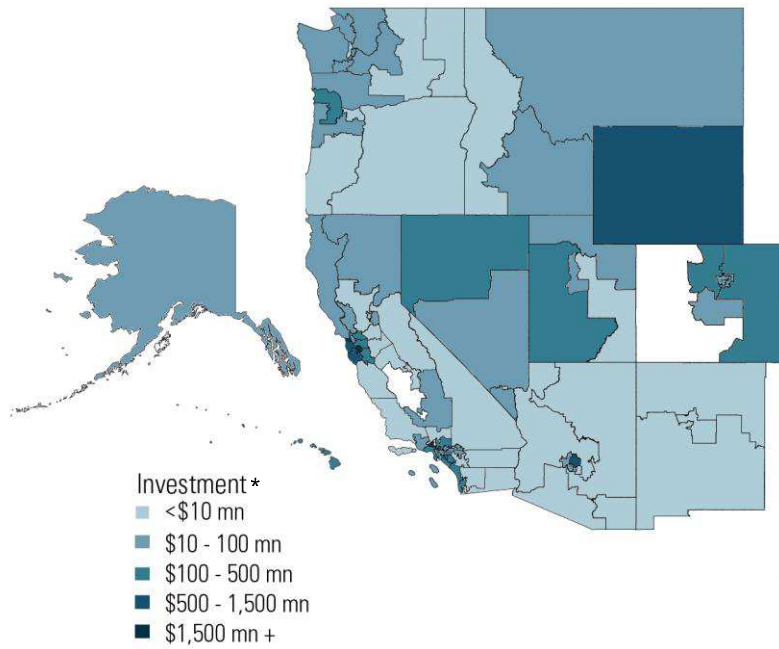 Investment*
<$10 mn
$10 - 100 mn
$100 - 500 mn
$500 - 1,500 mn
$1,500 mn +